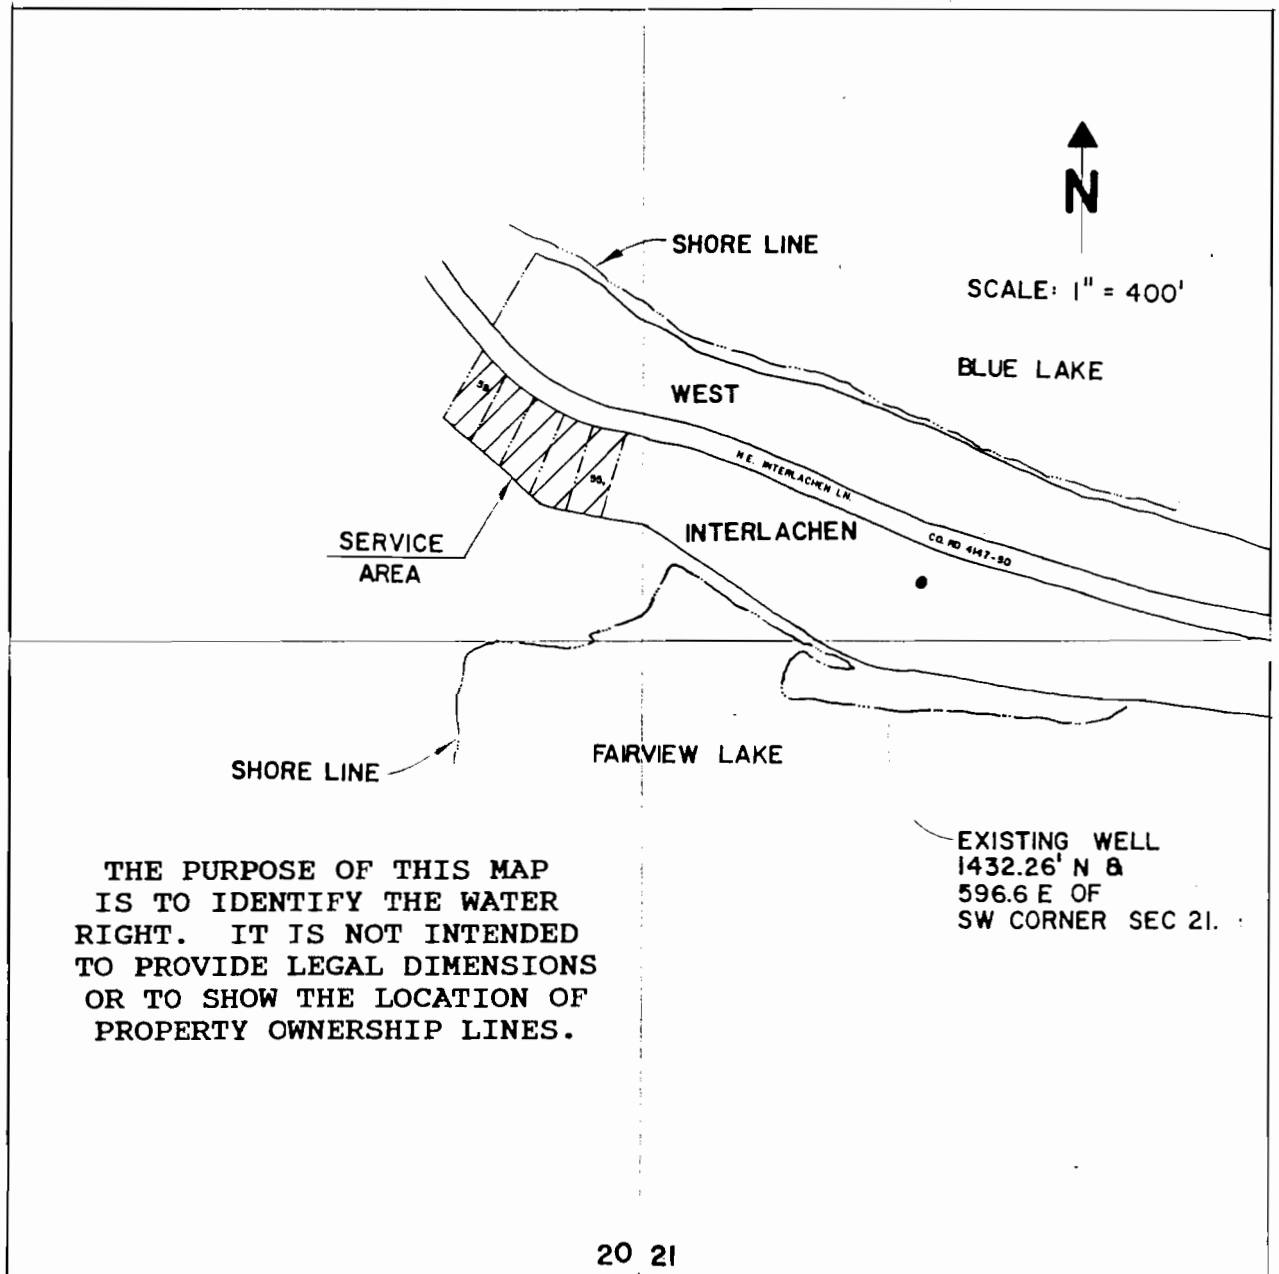 N
SHORE LINE
SCALE: 1" = 400'
BLUE LAKE
WEST
N.E. INTERLACHEN LN.
INTERLACHEN
CO. RD 4147-50
SERVICE
AREA
SHORE LINE
FAIRVIEW LAKE
EXISTING WELL
1432.26' N &
596.6 E OF
SW CORNER SEC 21.
THE PURPOSE OF THIS MAP
IS TO IDENTIFY THE WATER
RIGHT. IT IS NOT INTENDED
TO PROVIDE LEGAL DIMENSIONS
OR TO SHOW THE LOCATION OF
PROPERTY OWNERSHIP LINES.
20 21